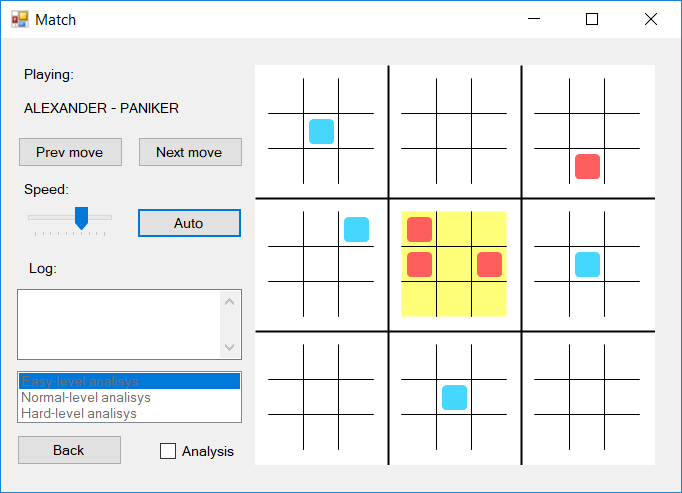 Match
Playing:
ALEXANDER - PANIKER
Prev move
Next move
Speed:
Auto
Log:
Easy-level analisys
Normal-level analisys
Hard-level analisys
Back
Analysis